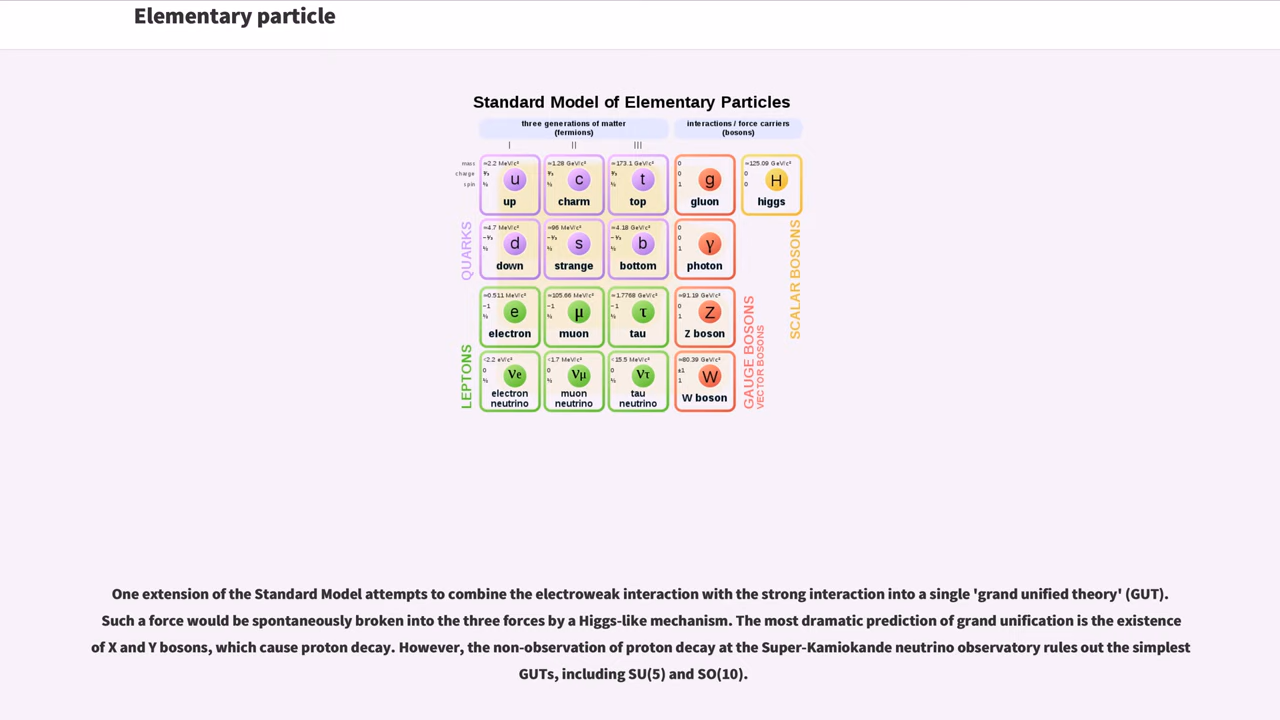 Elementary particle
Standard Model of Elementary Particles
three generations of matter
(fermions)
interactions / force carriers
(bosons)
I II III
mass
charge
spin
≃2.2 MeV/c²
⅔
½
u
up
≃1.28 GeV/c²
⅔
½
c
charm
≃173.1 GeV/c²
⅔
½
t
top
0
0
1
g
gluon
≃125.09 GeV/c²
0
0
H
higgs
QUARKS
≃4.7 MeV/c²
−⅓
½
d
down
≃96 MeV/c²
−⅓
½
s
strange
≃4.18 GeV/c²
−⅓
½
b
bottom
0
0
1
γ
photon
SCALAR BOSONS
≃0.511 MeV/c²
−1
½
e
electron
≃105.66 MeV/c²
−1
½
μ
muon
≃1.7768 GeV/c²
−1
½
τ
tau
≃91.19 GeV/c²
0
1
Z
Z boson
LEPTONS
<2.2 eV/c²
0
½
νe
electron
neutrino
<1.7 MeV/c²
0
½
νμ
muon
neutrino
<15.5 MeV/c²
0
½
ντ
tau
neutrino
≃80.39 GeV/c²
±1
1
W
W boson
GAUGE BOSONS
VECTOR BOSONS
One extension of the Standard Model attempts to combine the electroweak interaction with the strong interaction into a single 'grand unified theory' (GUT).
Such a force would be spontaneously broken into the three forces by a Higgs-like mechanism. The most dramatic prediction of grand unification is the existence
of X and Y bosons, which cause proton decay. However, the non-observation of proton decay at the Super-Kamiokande neutrino observatory rules out the simplest
GUTs, including SU(5) and SO(10).